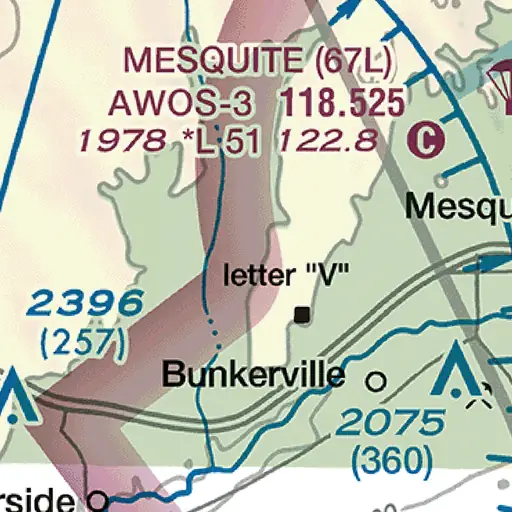 MESQUITE (67L)
AWOS-3 118.525
1978 *L 51 122.8 C
Mesqu
letter "V"
2396
(257)
Bunkerville
2075
(360)
rside